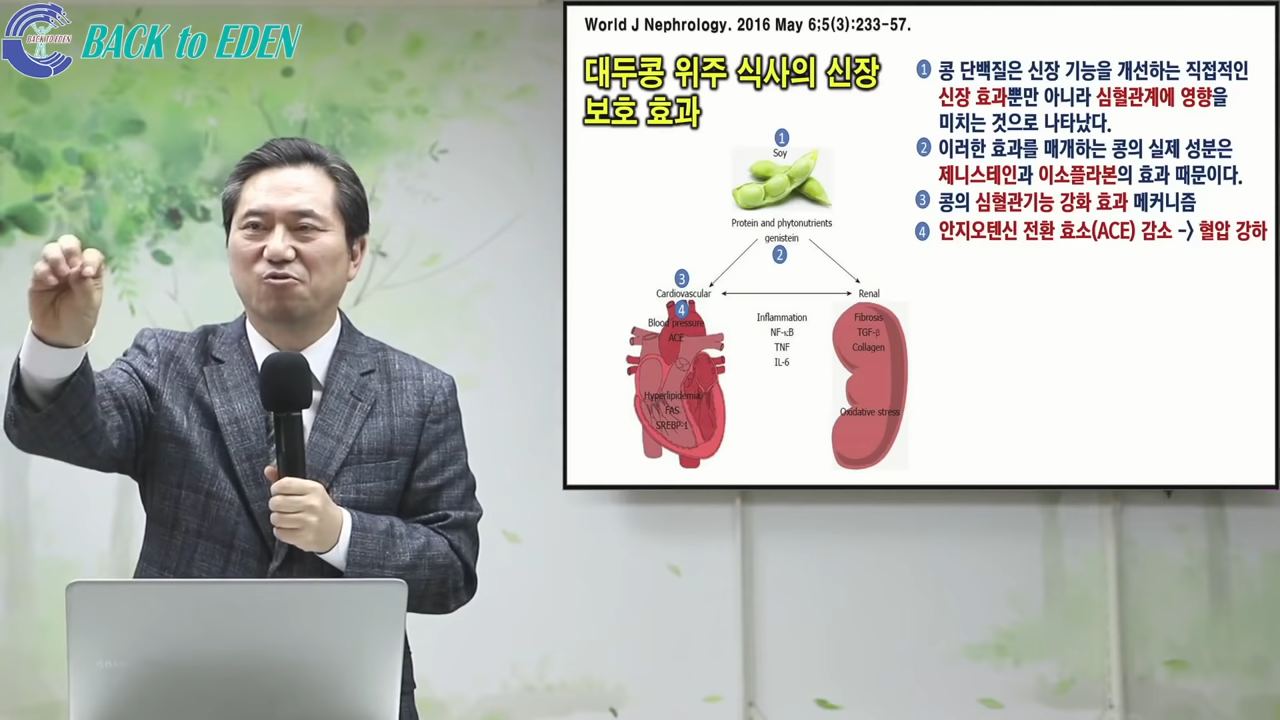 BACK TO EDEN
BACK to EDEN
World J Nephrology. 2016 May 6;5(3):233-57.
대두콩 위주 식사의 신장
보호 효과
1
Soy
Protein and phytonutrients
genistein
2
3
Cardiovascular
Renal
4
Blood pressure
ACE
Inflammation
NF-κB
TNF
IL-6
Fibrosis
TGF-β
Collagen
Hyperlipidemia
FAS
SREBP-1
Oxidative stress
1 콩 단백질은 신장 기능을 개선하는 직접적인
신장 효과뿐만 아니라 심혈관계에 영향을
미치는 것으로 나타났다.
2 이러한 효과를 매개하는 콩의 실제 성분은
제니스테인과 이소플라본의 효과 때문이다.
3 콩의 심혈관기능 강화 효과 메커니즘
4 안지오텐신 전환 효소(ACE) 감소 -> 혈압 강하